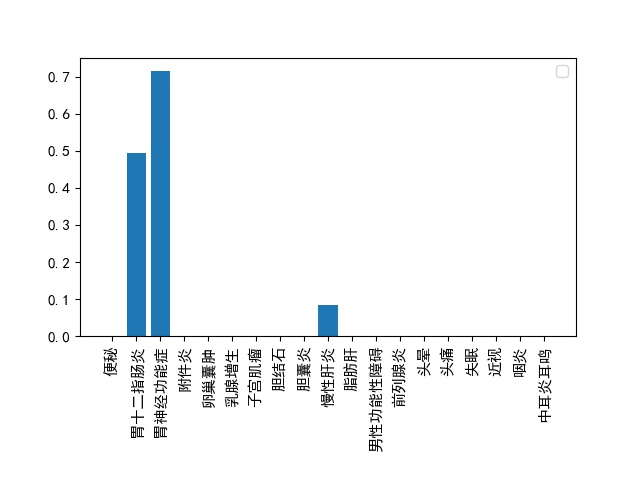 0.7
0.6
0.5
0.4
0.3
0.2
0.1
0.0
便秘
胃十二指肠炎
胃神经功能症
附件炎
卵巢囊肿
乳腺增生
子宫肌瘤
胆结石
胆囊炎
慢性肝炎
脂肪肝
男性功能性障碍
前列腺炎
头晕
头痛
失眠
近视
咽炎
中耳炎耳鸣